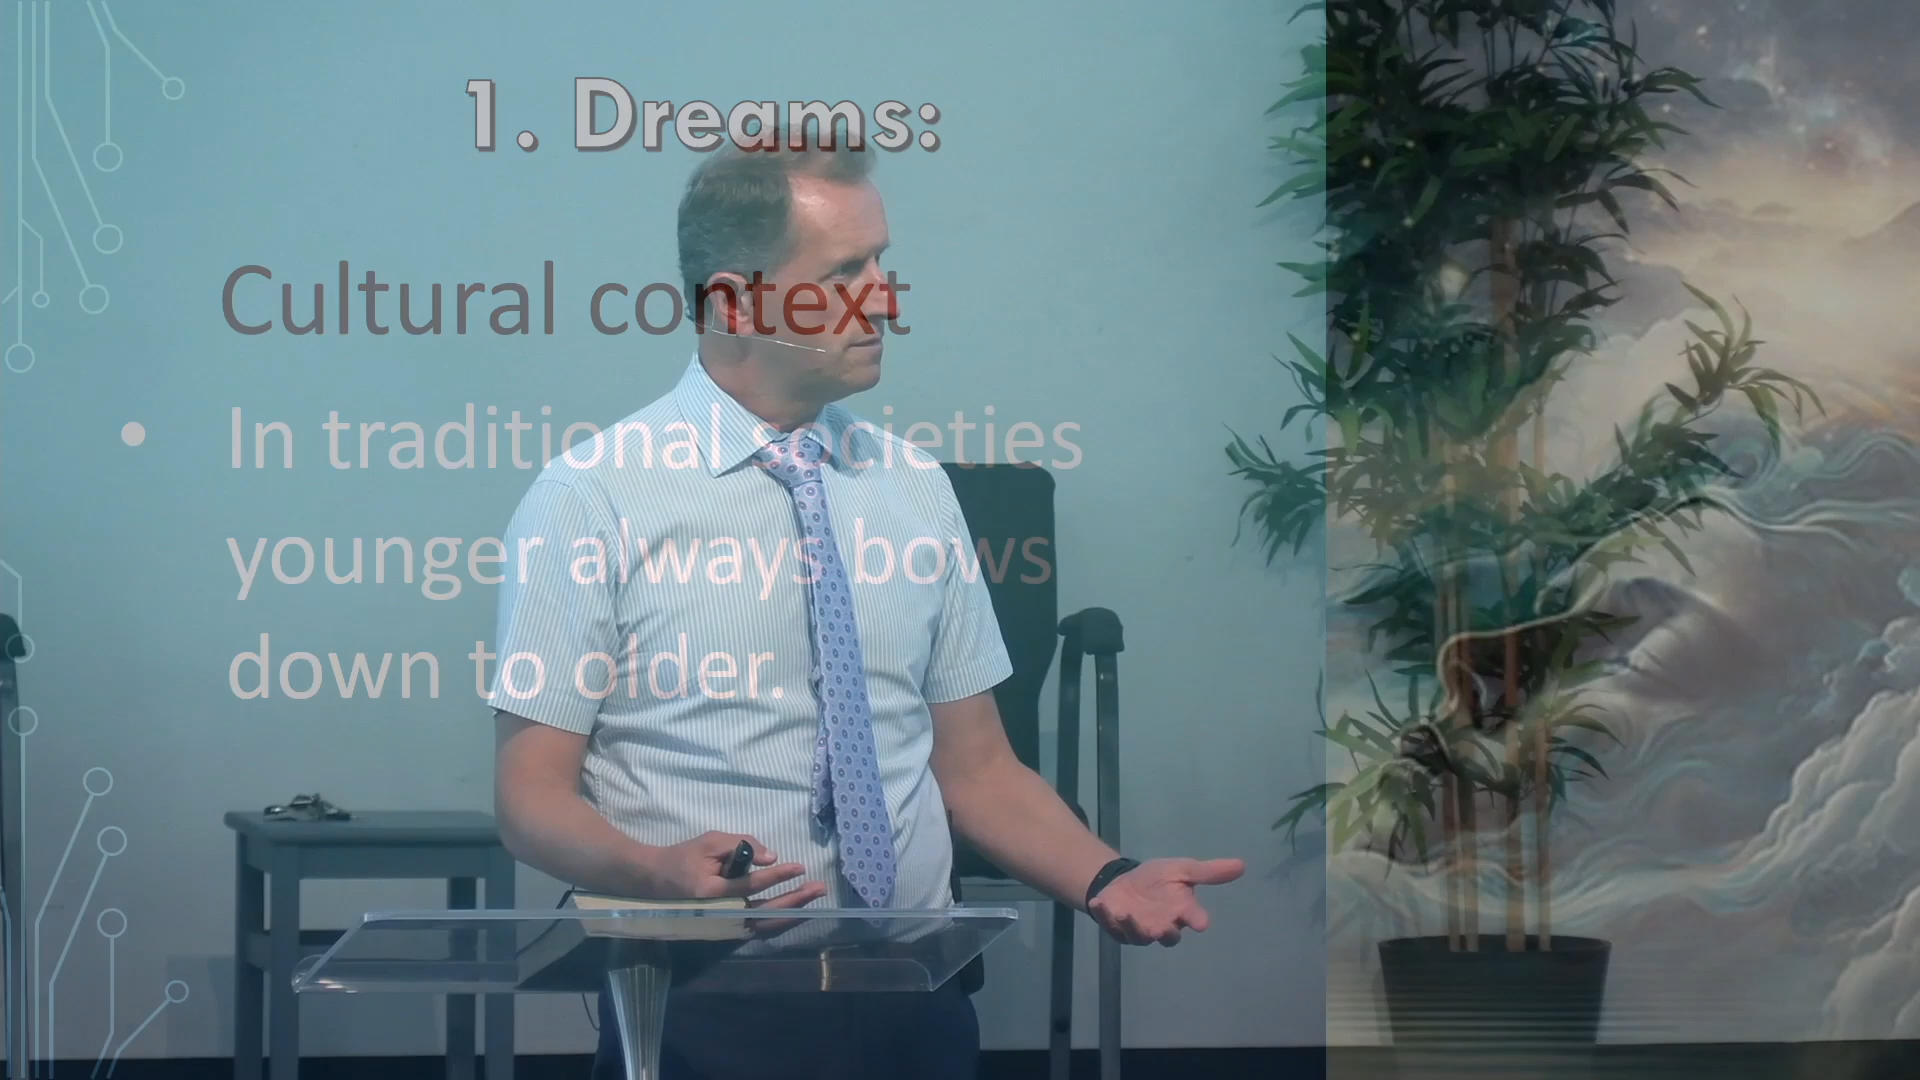 1. Dreams:
Cultural context
• In traditional societies
younger always bows
down to older.